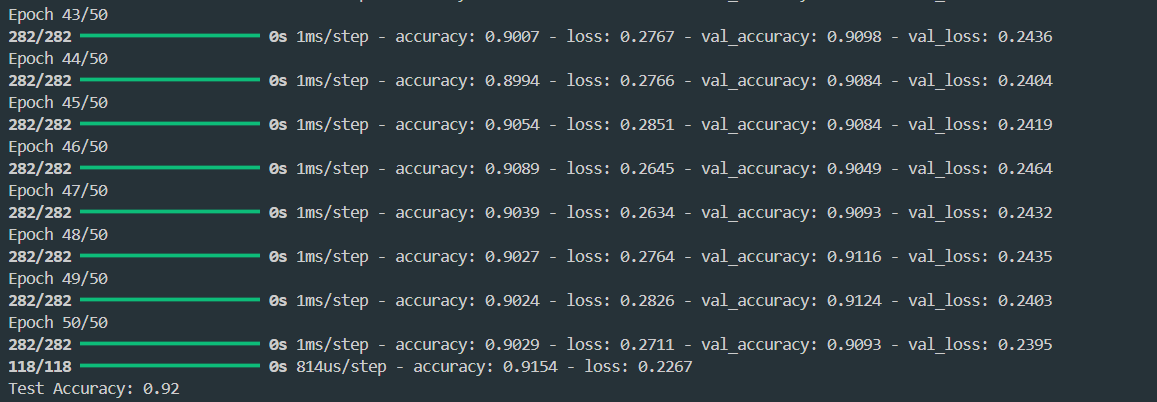 Epoch 43/50
282/282 0s 1ms/step - accuracy: 0.9007 - loss: 0.2767 - val_accuracy: 0.9098 - val_loss: 0.2436
Epoch 44/50
282/282 0s 1ms/step - accuracy: 0.8994 - loss: 0.2766 - val_accuracy: 0.9084 - val_loss: 0.2404
Epoch 45/50
282/282 0s 1ms/step - accuracy: 0.9054 - loss: 0.2851 - val_accuracy: 0.9084 - val_loss: 0.2419
Epoch 46/50
282/282 0s 1ms/step - accuracy: 0.9089 - loss: 0.2645 - val_accuracy: 0.9049 - val_loss: 0.2464
Epoch 47/50
282/282 0s 1ms/step - accuracy: 0.9039 - loss: 0.2634 - val_accuracy: 0.9093 - val_loss: 0.2432
Epoch 48/50
282/282 0s 1ms/step - accuracy: 0.9027 - loss: 0.2764 - val_accuracy: 0.9116 - val_loss: 0.2435
Epoch 49/50
282/282 0s 1ms/step - accuracy: 0.9024 - loss: 0.2826 - val_accuracy: 0.9124 - val_loss: 0.2403
Epoch 50/50
282/282 0s 1ms/step - accuracy: 0.9029 - loss: 0.2711 - val_accuracy: 0.9093 - val_loss: 0.2395
118/118 0s 814us/step - accuracy: 0.9154 - loss: 0.2267
Test Accuracy: 0.92